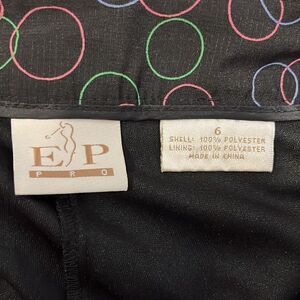 EP
PRO
6
SHELL: 100% POLYESTER
LINING: 100% POLYESTER
MADE IN CHINA